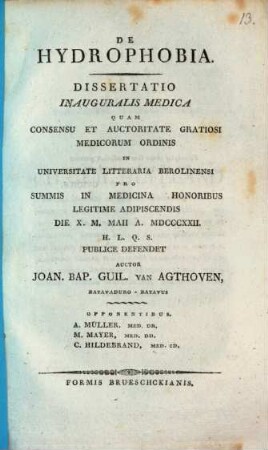 13.
DE
HYDROPHOBIA.
DISSERTATIO
INAUGURALIS MEDICA
QUAM
CONSENSU ET AUCTORITATE GRATIOSI
MEDICORUM ORDINIS
IN
UNIVERSITATE LITTERARIA BEROLINENSI
PRO
SUMMIS IN MEDICINA HONORIBUS
LEGITIME ADIPISCENDIS
DIE X. M. MAII A. MDCCCXXII.
H. L. Q. S.
PUBLICE DEFENDET
AUCTOR
JOAN. BAP. GUIL. VAN AGTHOVEN,
BATAVODURO-BATAVUS
OPPONENTIBUS.
A. MÜLLER, MED. DR.
M. MAYER, MED. DD.
C. HILDEBRAND, MED. CD.
FORMIS BRUESCHCKIANIS.